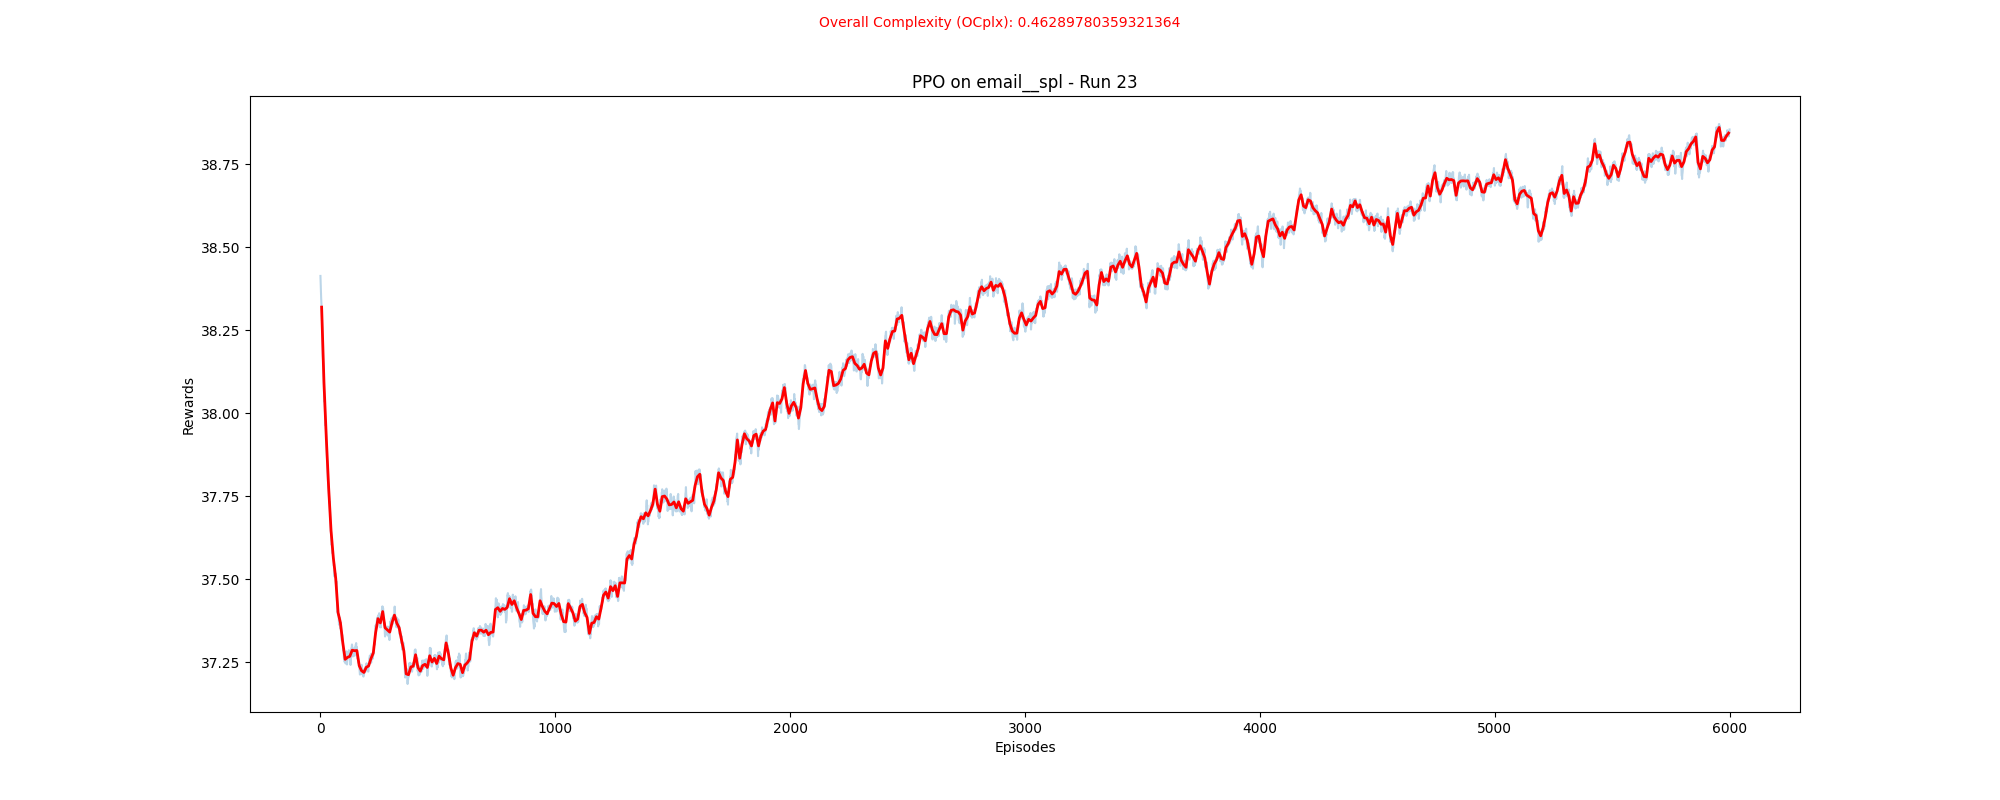 Overall Complexity (OCplx): 0.46289780359321364
PPO on email__spl - Run 23
38.75
38.50
38.25
38.00
37.75
37.50
37.25
Rewards
0 1000 2000 3000 4000 5000 6000
Episodes